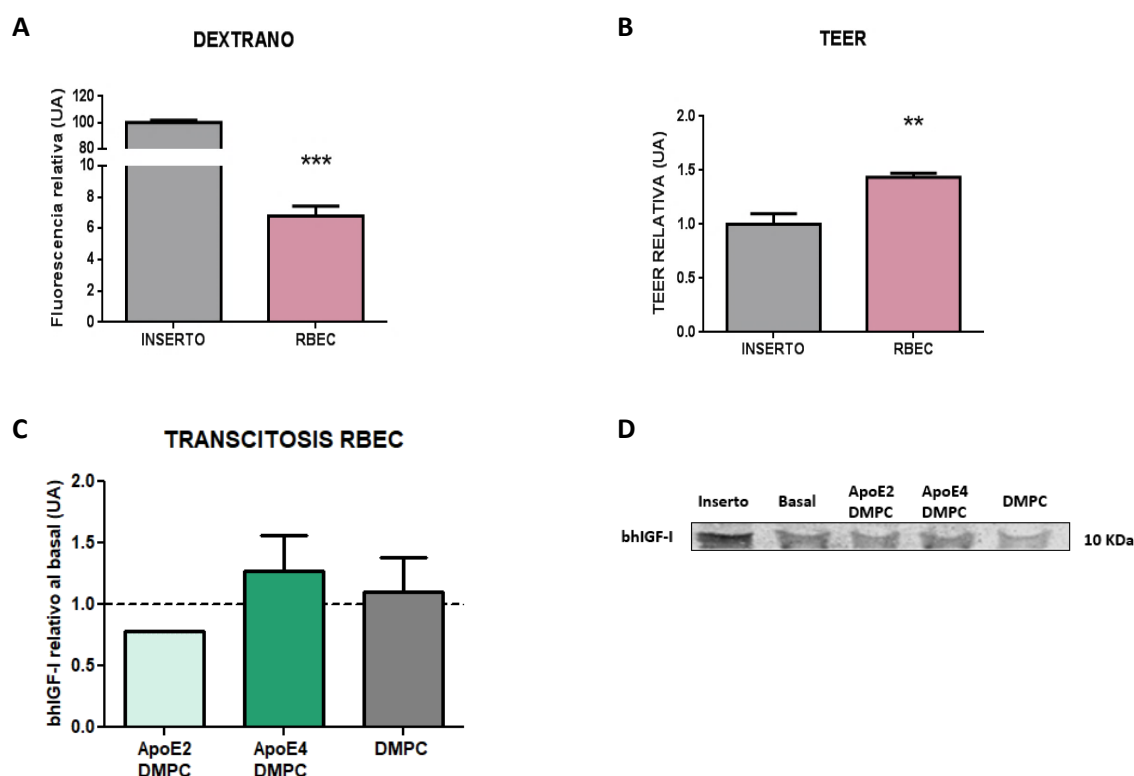 A
DEXTRANO
Fluorescencia relativa (UA)
120
100
80
10
8
6
4
2
0
***
INSERTO
RBEC
B
TEER
TEER RELATIVA (UA)
2.0
1.5
1.0
0.5
0.0
**
INSERTO
RBEC
C
TRANSCITOSIS RBEC
bhIGF-I relativo al basal (UA)
2.0
1.5
1.0
0.5
0.0
ApoE2
DMPC
ApoE4
DMPC
DMPC
D
Inserto
Basal
ApoE2
DMPC
ApoE4
DMPC
DMPC
bhIGF-I
10 KDa